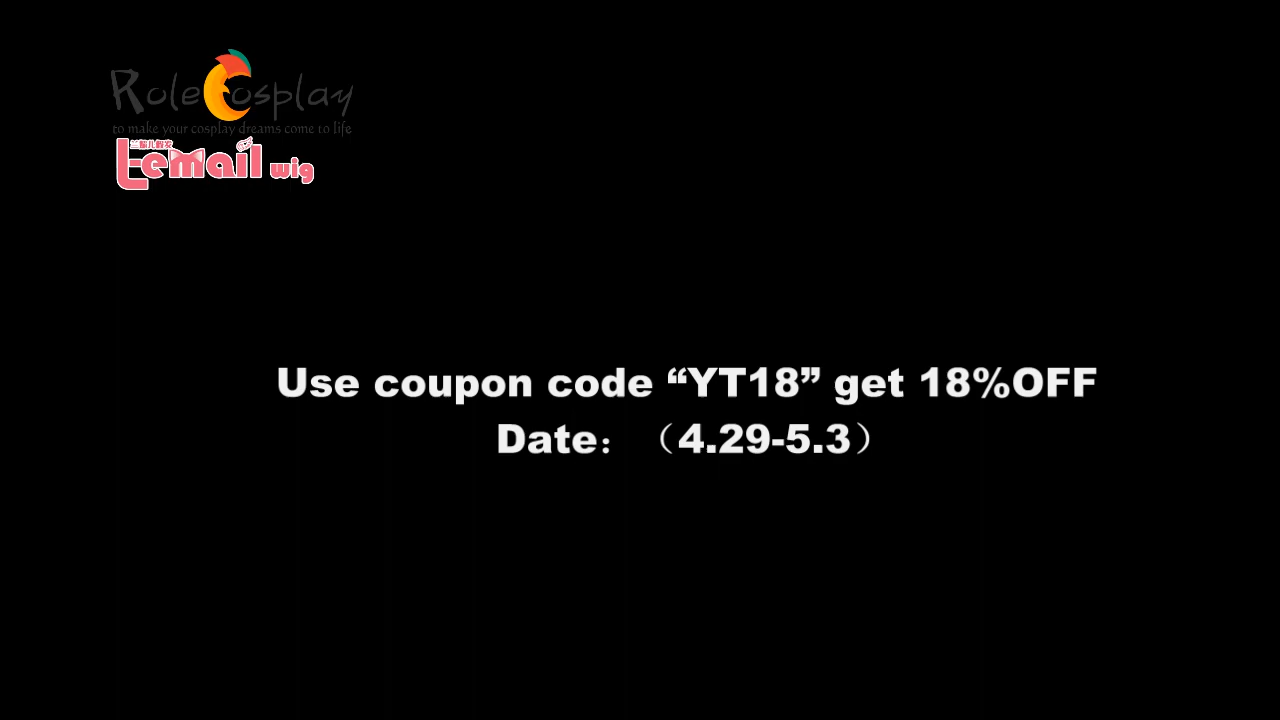 RoleCosplay
to make your cosplay dreams come to life
L-email wig
Use coupon code “YT18” get 18%OFF
Date：（4.29-5.3）